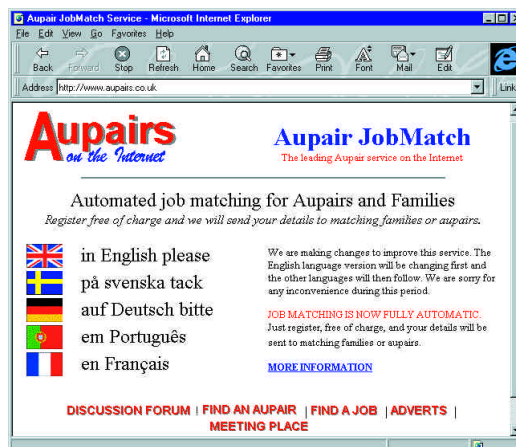 Aupair JobMatch Service - Microsoft Internet Explorer
File Edit View Go Favorites Help
Back Forward Stop Refresh Home Search Favorites Print Font Mail Edit
Address http://www.aupairs.co.uk Link
Aupairs
on the Internet
Aupair JobMatch
The leading Aupair service on the Internet
Automated job matching for Aupairs and Families
Register free of charge and we will send your details to matching families or aupairs.
in English please
på svenska tack
auf Deutsch bitte
em Português
en Français
We are making changes to improve this service. The
English language version will be changing first and
the other languages will then follow. We are sorry for
any inconvenience during this period.
JOB MATCHING IS NOW FULLY AUTOMATIC.
Just register, free of charge, and your details will be
sent to matching families or aupairs.
MORE INFORMATION
DISCUSSION FORUM | FIND AN AUPAIR | FIND A JOB | ADVERTS |
MEETING PLACE